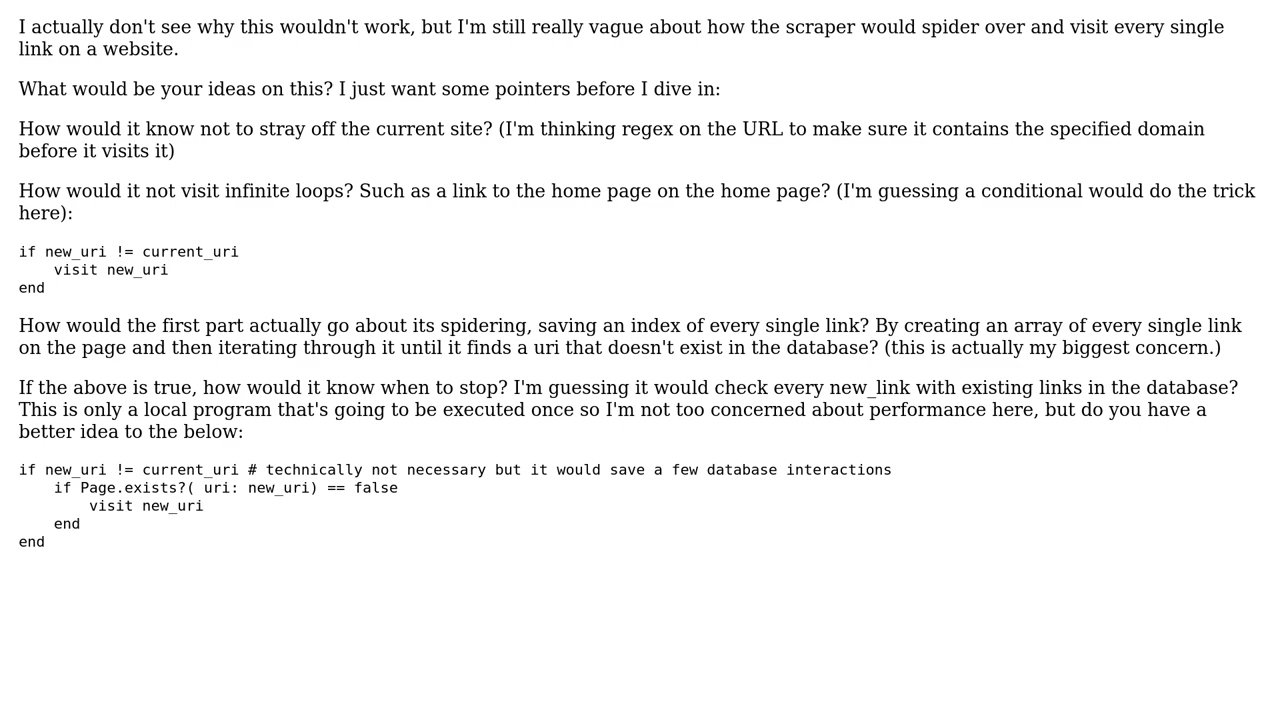 I actually don't see why this wouldn't work, but I'm still really vague about how the scraper would spider over and visit every single
link on a website.
What would be your ideas on this? I just want some pointers before I dive in:
How would it know not to stray off the current site? (I'm thinking regex on the URL to make sure it contains the specified domain
before it visits it)
How would it not visit infinite loops? Such as a link to the home page on the home page? (I'm guessing a conditional would do the trick
here):
if new_uri != current_uri
    visit new_uri
end
How would the first part actually go about its spidering, saving an index of every single link? By creating an array of every single link
on the page and then iterating through it until it finds a uri that doesn't exist in the database? (this is actually my biggest concern.)
If the above is true, how would it know when to stop? I'm guessing it would check every new_link with existing links in the database?
This is only a local program that's going to be executed once so I'm not too concerned about performance here, but do you have a
better idea to the below:
if new_uri != current_uri # technically not necessary but it would save a few database interactions
    if Page.exists?( uri: new_uri) == false
        visit new_uri
    end
end